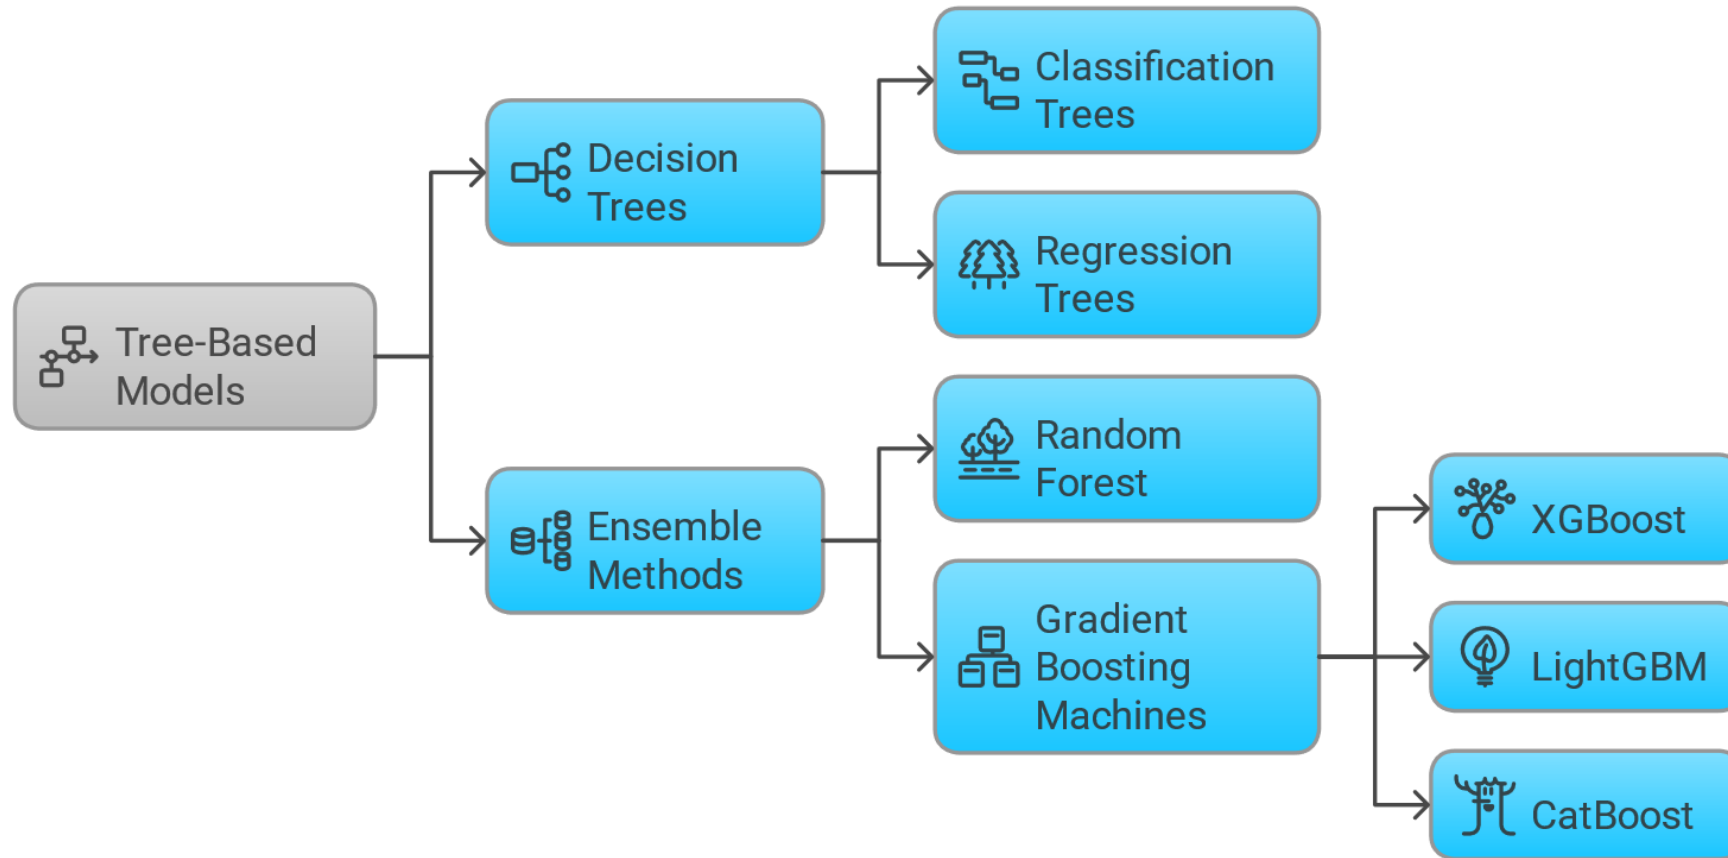 Tree-Based
Models
Decision
Trees
Ensemble
Methods
Classification
Trees
Regression
Trees
Random
Forest
Gradient
Boosting
Machines
XGBoost
LightGBM
CatBoost